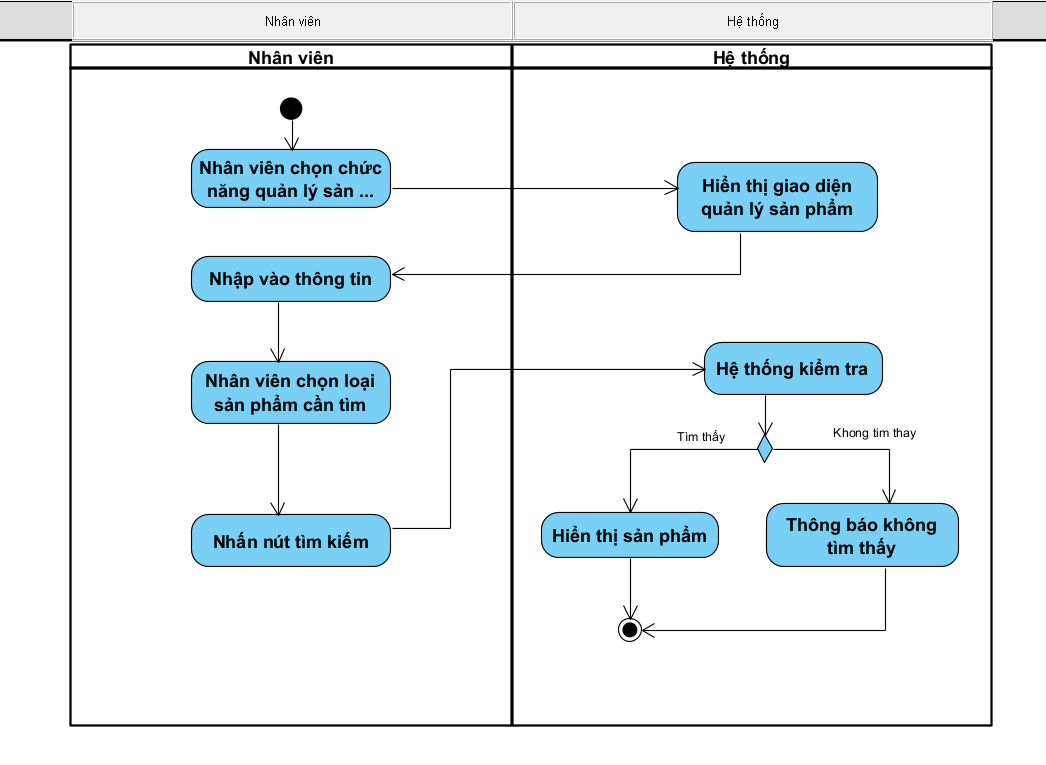 Nhân viên
Hệ thống
Nhân viên
Hệ thống
Nhân viên chọn chức
năng quản lý sản ...
Hiển thị giao diện
quản lý sản phẩm
Nhập vào thông tin
Nhân viên chọn loại
sản phẩm cần tìm
Hệ thống kiểm tra
Tìm thấy
Khong tim thay
Nhấn nút tìm kiếm
Hiển thị sản phẩm
Thông báo không
tìm thấy